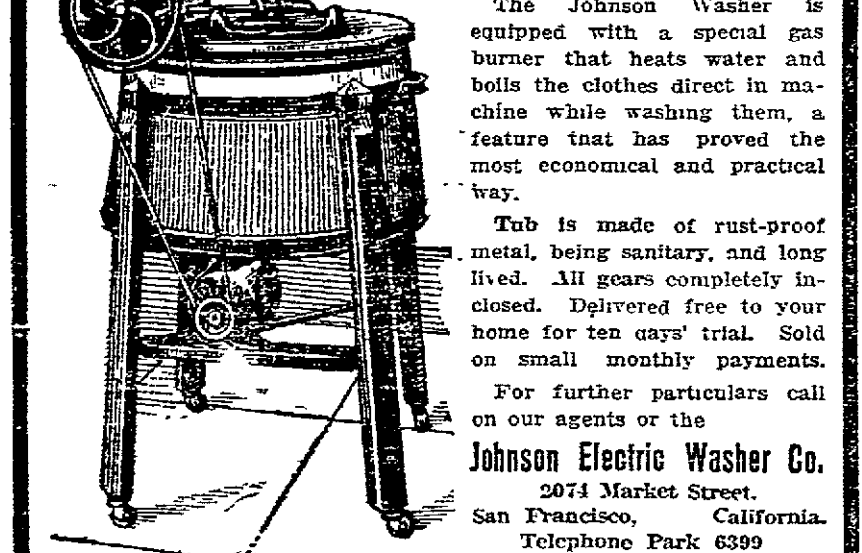 The Johnson Washer is
equipped with a special gas
burner that heats water and
boils the clothes direct in ma-
chine while washing them, a
feature that has proved the
most economical and practical
way.
Tub is made of rust-proof
metal, being sanitary, and long
lived. All gears completely in-
closed. Delivered free to your
home for ten days' trial. Sold
on small monthly payments.
For further particulars call
on our agents or the
Johnson Electric Washer Co.
2074 Market Street.
San Francisco, California.
Telephone Park 6399